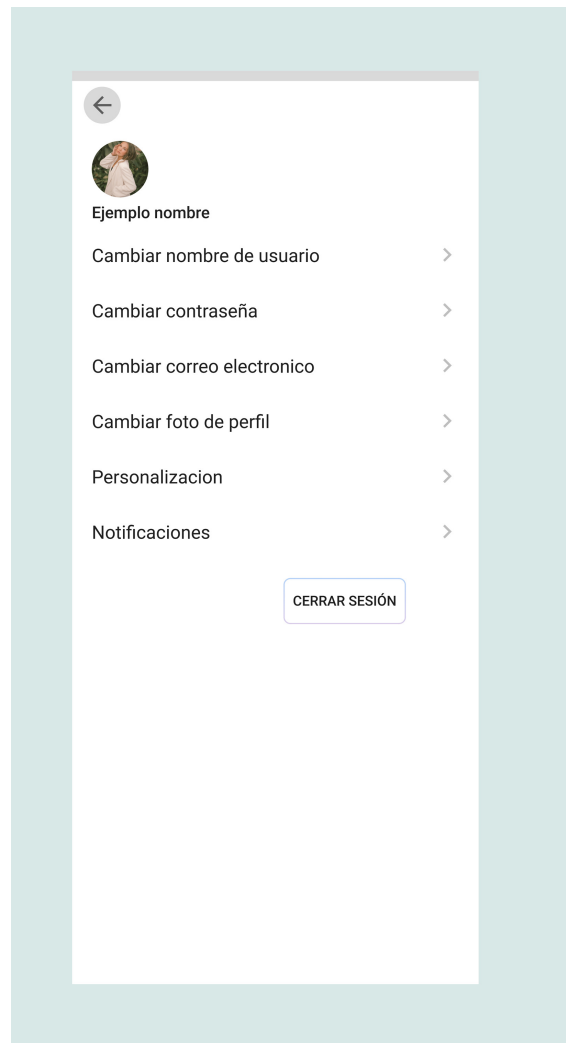 Ejemplo nombre
Cambiar nombre de usuario
Cambiar contraseña
Cambiar correo electronico
Cambiar foto de perfil
Personalizacion
Notificaciones
CERRAR SESIÓN